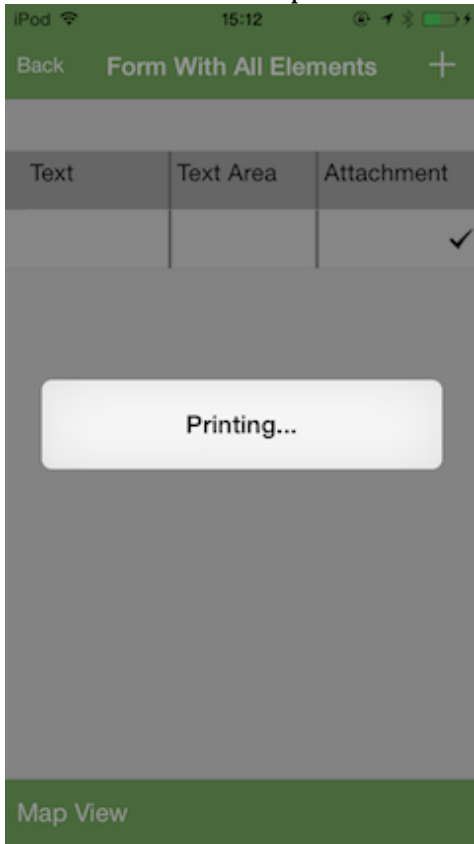 iPod 15:12
Back Form With All Elements +
Text Text Area Attachment
Printing...
Map View